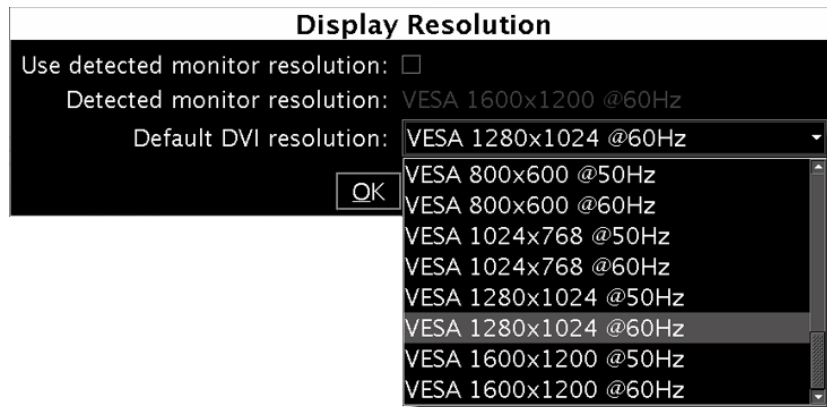 Display Resolution
Use detected monitor resolution:
Detected monitor resolution: VESA 1600x1200 @60Hz
Default DVI resolution: VESA 1280x1024 @60Hz
OK
VESA 800x600 @50Hz
VESA 800x600 @60Hz
VESA 1024x768 @50Hz
VESA 1024x768 @60Hz
VESA 1280x1024 @50Hz
VESA 1280x1024 @60Hz
VESA 1600x1200 @50Hz
VESA 1600x1200 @60Hz